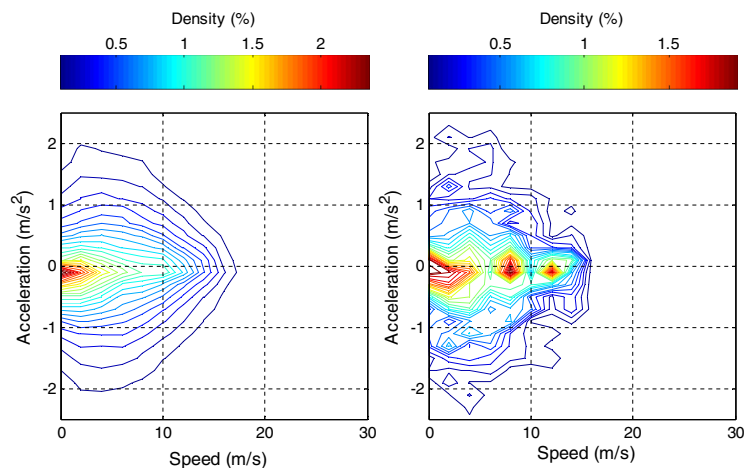 Density (%)
0.5 1 1.5 2
Acceleration (m/s²)
2
1
0
-1
-2
0 10 20 30
Speed (m/s)
Density (%)
0.5 1 1.5
Acceleration (m/s²)
2
1
0
-1
-2
0 10 20 30
Speed (m/s)